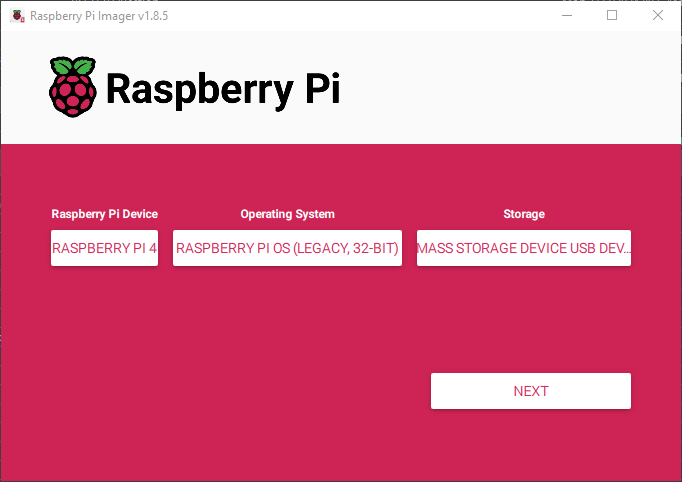 Raspberry Pi Imager v1.8.5
Raspberry Pi
Raspberry Pi Device
Operating System
Storage
RASPBERRY PI 4
RASPBERRY PI OS (LEGACY, 32-BIT)
MASS STORAGE DEVICE USB DEV...
NEXT